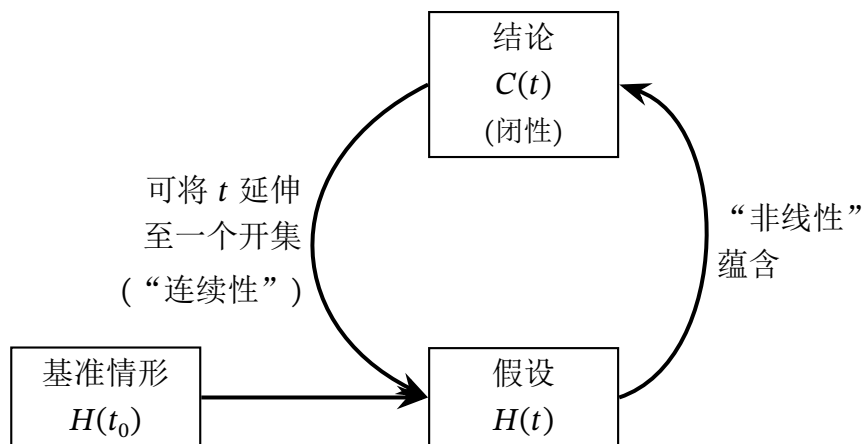 结论
C(t)
(闭性)
可将 t 延伸
至一个开集
(“连续性”)
“非线性”
蕴含
基准情形
H(t₀)
假设
H(t)